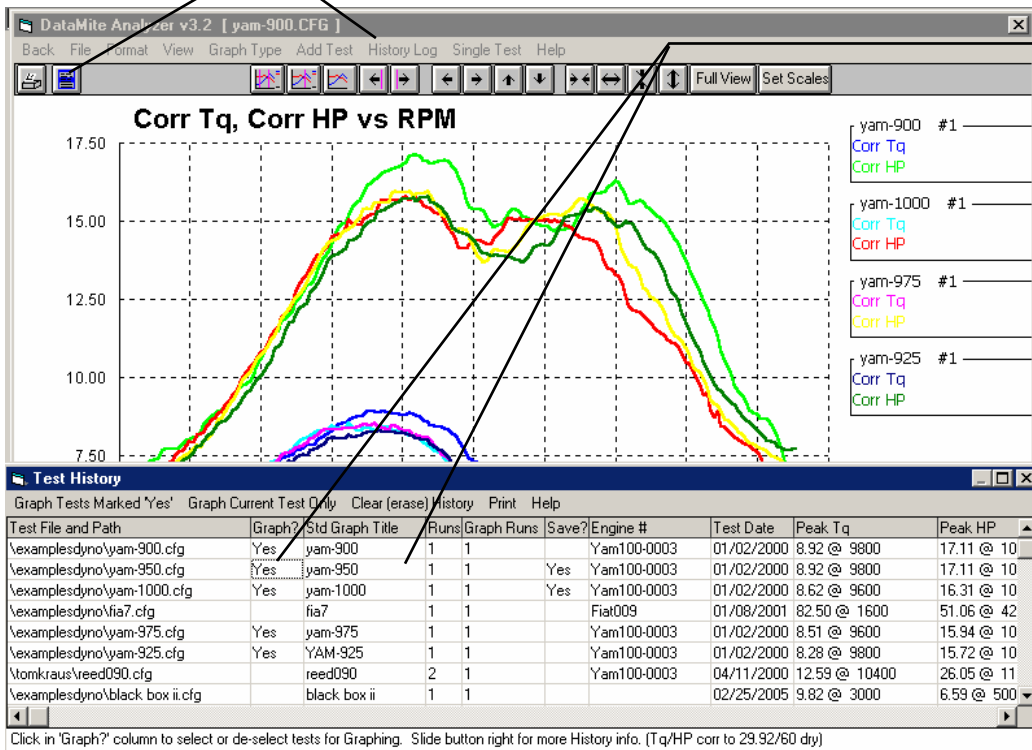 DataMite Analyzer v3.2 [ yam-900.CFG ]
Back File Format View Graph Type Add Test History Log Single Test Help
Full View Set Scales
Corr Tq, Corr HP vs RPM
17.50
15.00
12.50
10.00
7.50
yam-900 #1
Corr Tq
Corr HP
yam-1000 #1
Corr Tq
Corr HP
yam-975 #1
Corr Tq
Corr HP
yam-925 #1
Corr Tq
Corr HP
Test History
Graph Tests Marked 'Yes' Graph Current Test Only Clear (erase) History Print Help
Test File and Path Graph? Std Graph Title Runs Graph Runs Save? Engine # Test Date Peak Tq Peak HP
\examplesdyno\yam-900.cfg Yes yam-900 1 1 Yam100-0003 01/02/2000 8.92 @ 9800 17.11 @ 10
\examplesdyno\yam-950.cfg Yes yam-950 1 1 Yes Yam100-0003 01/02/2000 8.92 @ 9800 17.11 @ 10
\examplesdyno\yam-1000.cfg Yes yam-1000 1 1 Yes Yam100-0003 01/02/2000 8.62 @ 9600 16.31 @ 10
\examplesdyno\fia7.cfg fia7 1 1 Fiat009 01/08/2001 82.50 @ 1600 51.06 @ 42
\examplesdyno\yam-975.cfg Yes yam-975 1 1 Yam100-0003 01/02/2000 8.51 @ 9600 15.94 @ 10
\examplesdyno\yam-925.cfg Yes YAM-925 1 1 Yam100-0003 01/02/2000 8.28 @ 9800 15.72 @ 10
\tomkraus\reed090.cfg reed090 2 1 Yam100-0003 04/11/2000 12.59 @ 10400 26.05 @ 11
\examplesdyno\black box ii.cfg black box ii 1 1 02/25/2005 9.82 @ 3000 6.59 @ 500
Click in 'Graph?' column to select or de-select tests for Graphing. Slide button right for more History info. (Tq/HP corr to 29.92/60 dry)